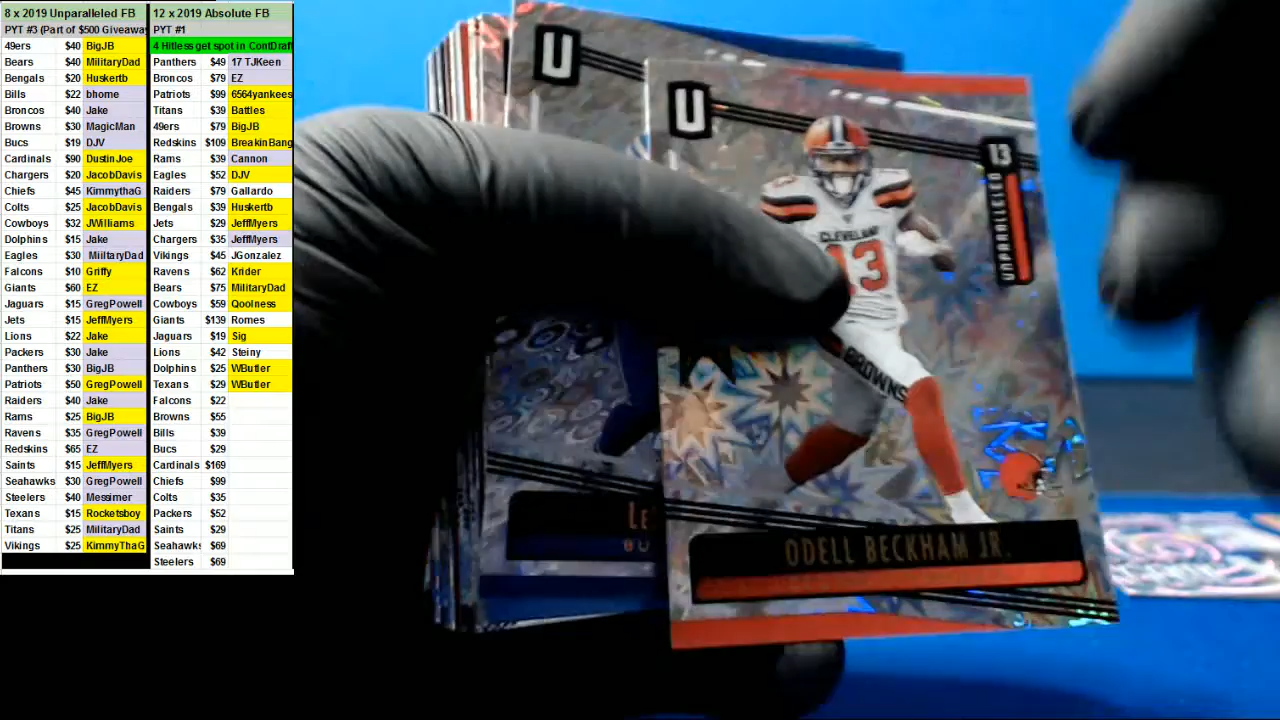 8 x 2019 Unparalleled FB
PYT #3 (Part of $500 Giveaway
49ers $40 BigJB
Bears $40 MilitaryDad
Bengals $20 Huskertb
Bills $22 bhome
Broncos $40 Jake
Browns $30 MagicMan
Bucs $19 DJV
Cardinals $90 DustinJoe
Chargers $20 JacobDavis
Chiefs $45 KimmythaG
Colts $25 JacobDavis
Cowboys $32 JWilliams
Dolphins $15 Jake
Eagles $30 MiiltaryDad
Falcons $10 Griffy
Giants $60 EZ
Jaguars $15 GregPowell
Jets $15 JeffMyers
Lions $22 Jake
Packers $30 Jake
Panthers $30 BigJB
Patriots $50 GregPowell
Raiders $40 Jake
Rams $25 BigJB
Ravens $35 GregPowell
Redskins $65 EZ
Saints $15 JeffMyers
Seahawks $30 GregPowell
Steelers $40 Messimer
Texans $15 Rocketsboy
Titans $25 MilitaryDad
Vikings $25 KimmyThaG
12 x 2019 Absolute FB
PYT #1
4 Hitless get spot in ContDraft
Panthers $49 17 TJKeen
Broncos $79 EZ
Patriots $99 6564yankees
Titans $39 Battles
49ers $79 BigJB
Redskins $109 BreakinBang
Rams $39 Cannon
Eagles $52 DJV
Raiders $79 Gallardo
Bengals $39 Huskertb
Jets $29 JeffMyers
Chargers $35 JeffMyers
Vikings $45 JGonzalez
Ravens $62 Krider
Bears $75 MilitaryDad
Cowboys $59 Qoolness
Giants $139 Romes
Jaguars $19 Sig
Lions $42 Steiny
Dolphins $25 WButler
Texans $29 WButler
Falcons $22
Browns $55
Bills $39
Bucs $29
Cardinals $169
Chiefs $99
Colts $35
Packers $52
Saints $29
Seahawks $69
Steelers $69
U
U
13
UNPARALLELED
CLEVELAND
13
BROWNS
ODELL BECKHAM JR.